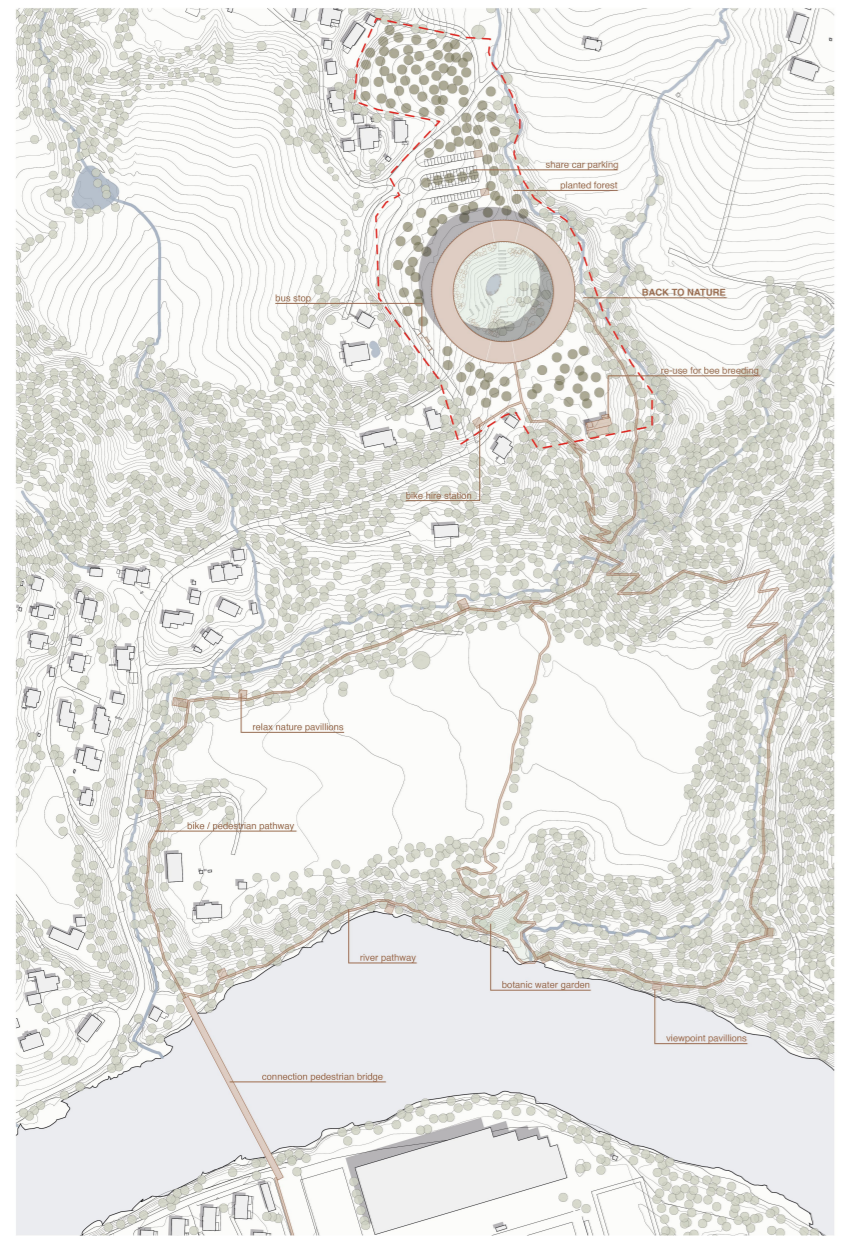 share car parking
planted forest
BACK TO NATURE
bus stop
re-use for bee breeding
bike hire station
relax nature pavillions
bike / pedestrian pathway
river pathway
botanic water garden
viewpoint pavillions
connection pedestrian bridge